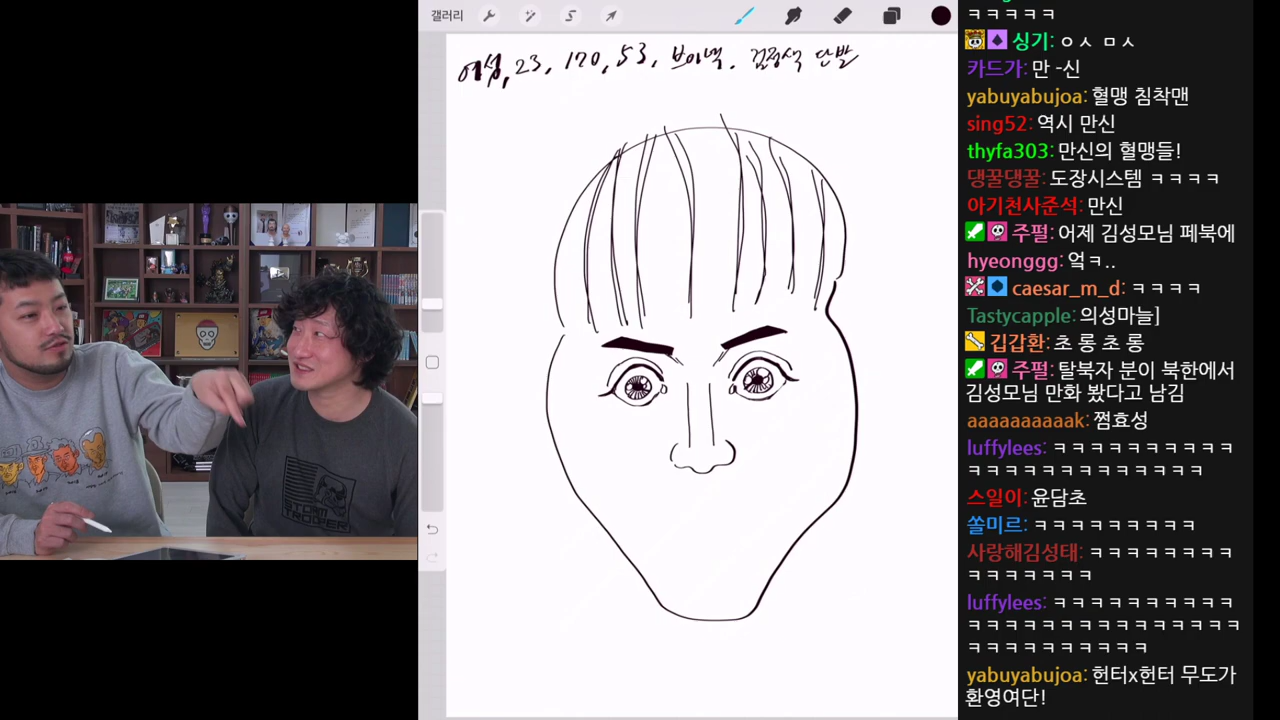 갤러리
여성, 23, 170, 53, 브이넥. 검정색 단발
STORM
TROOPER
ㅋㅋㅋㅋㅋ
싱기: ㅇㅅ ㅁㅅ
카드가: 만 -신
yabuyabujoa: 혈맹 침착맨
sing52: 역시 만신
thyfa303: 만신의 혈맹들!
댕꿀댕꿀: 도장시스템 ㅋㅋㅋㅋ
아기천사준석: 만신
주펄: 어제 김성모님 페북에
hyeonggg: 엌ㅋ..
caesar_m_d: ㅋㅋㅋㅋ
Tastycapple: 의성마늘]
김갑환: 초 롱 초 롱
주펄: 탈북자 분이 북한에서
김성모님 만화 봤다고 남김
aaaaaaaaaak: 쩜효성
luffylees: ㅋㅋㅋㅋㅋㅋㅋㅋㅋㅋ
ㅋㅋㅋㅋㅋㅋㅋㅋㅋㅋㅋㅋㅋ
스일이: 윤담초
쏠미르: ㅋㅋㅋㅋㅋㅋㅋㅋㅋ
사랑해김성태: ㅋㅋㅋㅋㅋㅋㅋㅋ
ㅋㅋㅋㅋㅋㅋㅋ
luffylees: ㅋㅋㅋㅋㅋㅋㅋㅋㅋㅋ
ㅋㅋㅋㅋㅋㅋㅋㅋㅋㅋㅋㅋㅋㅋㅋ
ㅋㅋㅋㅋㅋㅋㅋㅋㅋㅋ
yabuyabujoa: 헌터x헌터 무도가
환영여단!